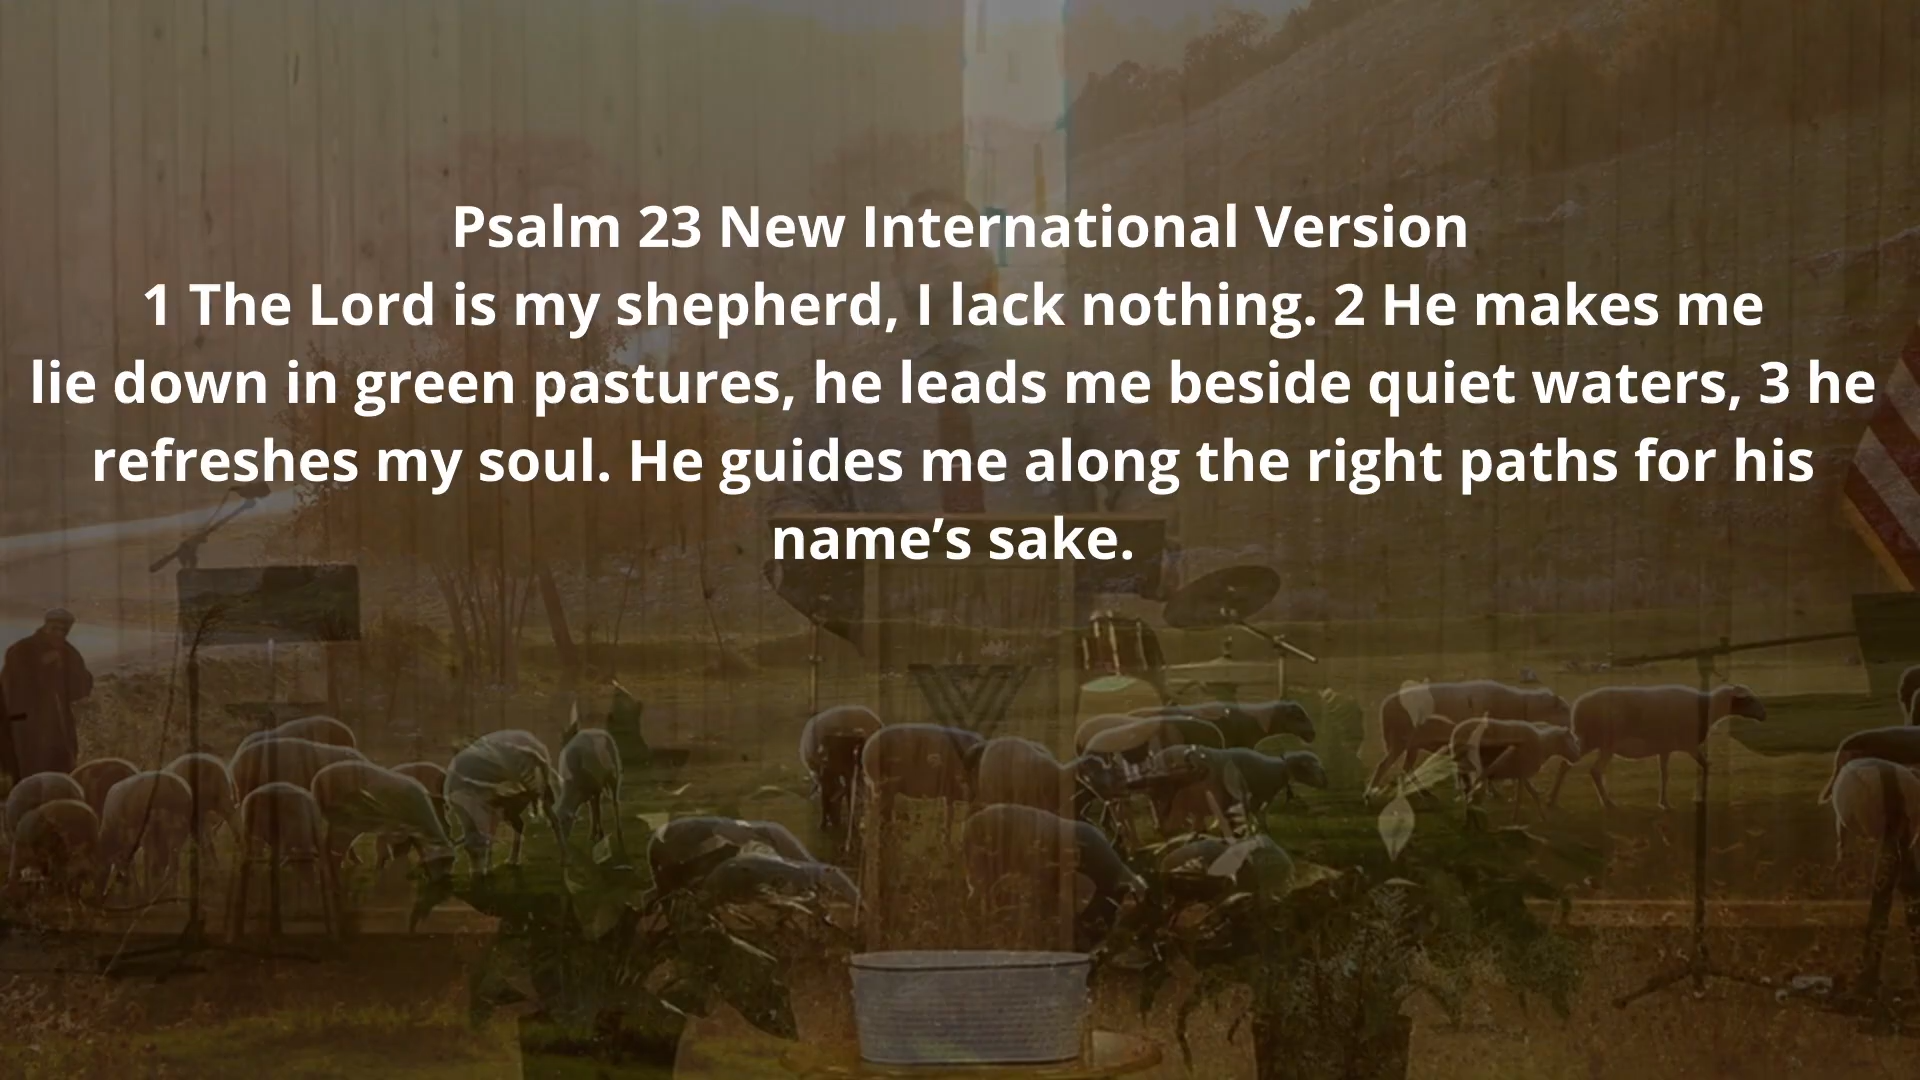 Psalm 23 New International Version
1 The Lord is my shepherd, I lack nothing. 2 He makes me
lie down in green pastures, he leads me beside quiet waters, 3 he
refreshes my soul. He guides me along the right paths for his
name’s sake.